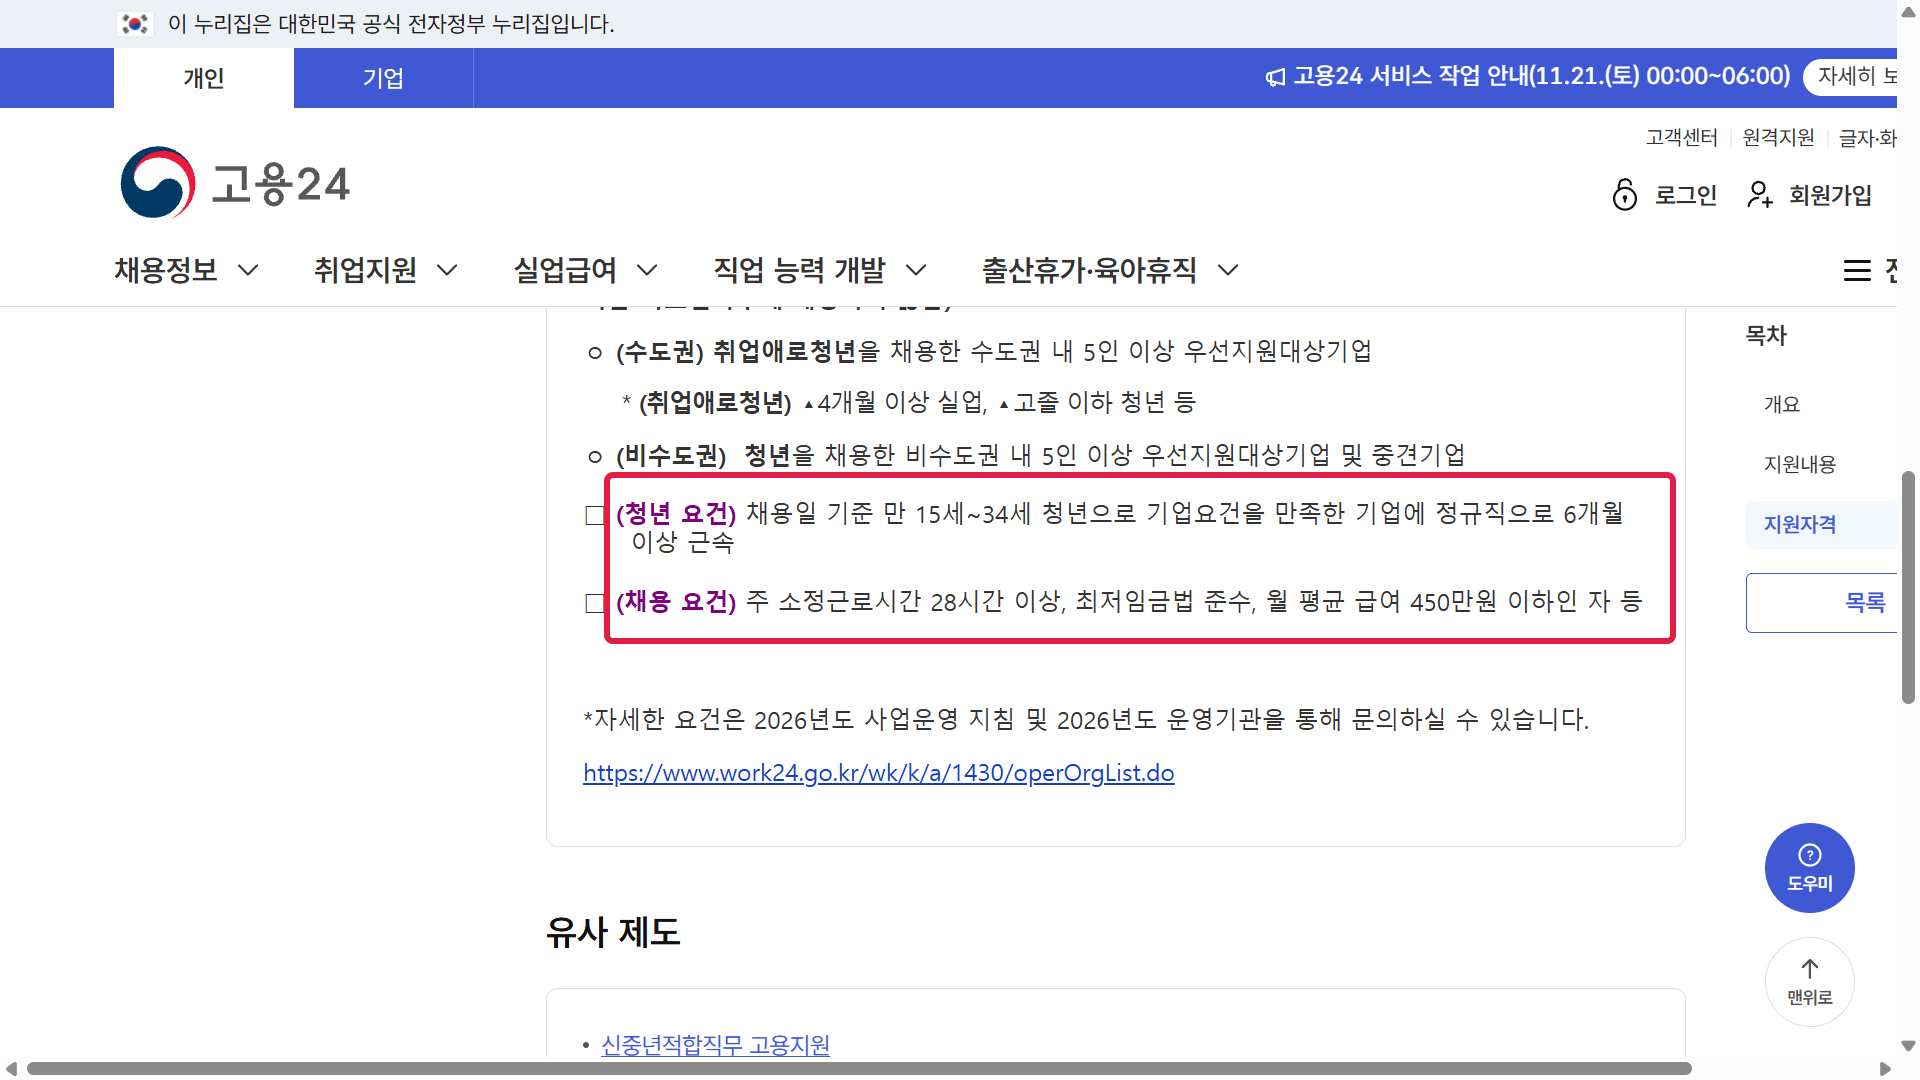 이 누리집은 대한민국 공식 전자정부 누리집입니다.
개인
기업
고용24 서비스 작업 안내(11.21.(토) 00:00~06:00)
자세히
고객센터
원격지원
글자·화
로그인
회원가입
고용24
채용정보
취업지원
실업급여
직업 능력 개발
출산휴가·육아휴직
○ (수도권) 취업애로청년을 채용한 수도권 내 5인 이상 우선지원대상기업
* (취업애로청년) ▲4개월 이상 실업, ▲고졸 이하 청년 등
○ (비수도권) 청년을 채용한 비수도권 내 5인 이상 우선지원대상기업 및 중견기업
□ (청년 요건) 채용일 기준 만 15세~34세 청년으로 기업요건을 만족한 기업에 정규직으로 6개월
이상 근속
□ (채용 요건) 주 소정근로시간 28시간 이상, 최저임금법 준수, 월 평균 급여 450만원 이하인 자 등
*자세한 요건은 2026년도 사업운영 지침 및 2026년도 운영기관을 통해 문의하실 수 있습니다.
https://www.work24.go.kr/wk/k/a/1430/operOrgList.do
유사 제도
• 신중년적합직무 고용지원
목차
개요
지원내용
지원자격
목록
도우미
맨위로